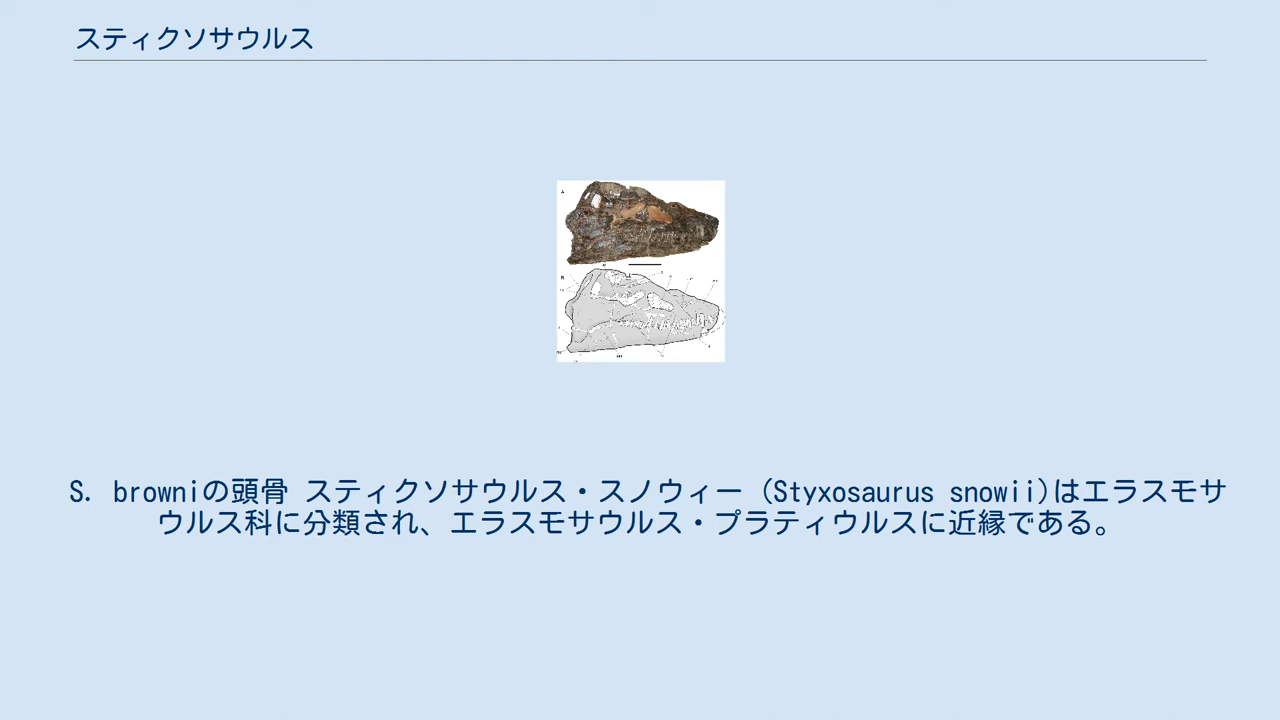 スティクソサウルス
A
B
S. browniの頭骨 スティクソサウルス・スノウィー (Styxosaurus snowii)はエラスモサ
ウルス科に分類され、エラスモサウルス・プラティウルスに近縁である。